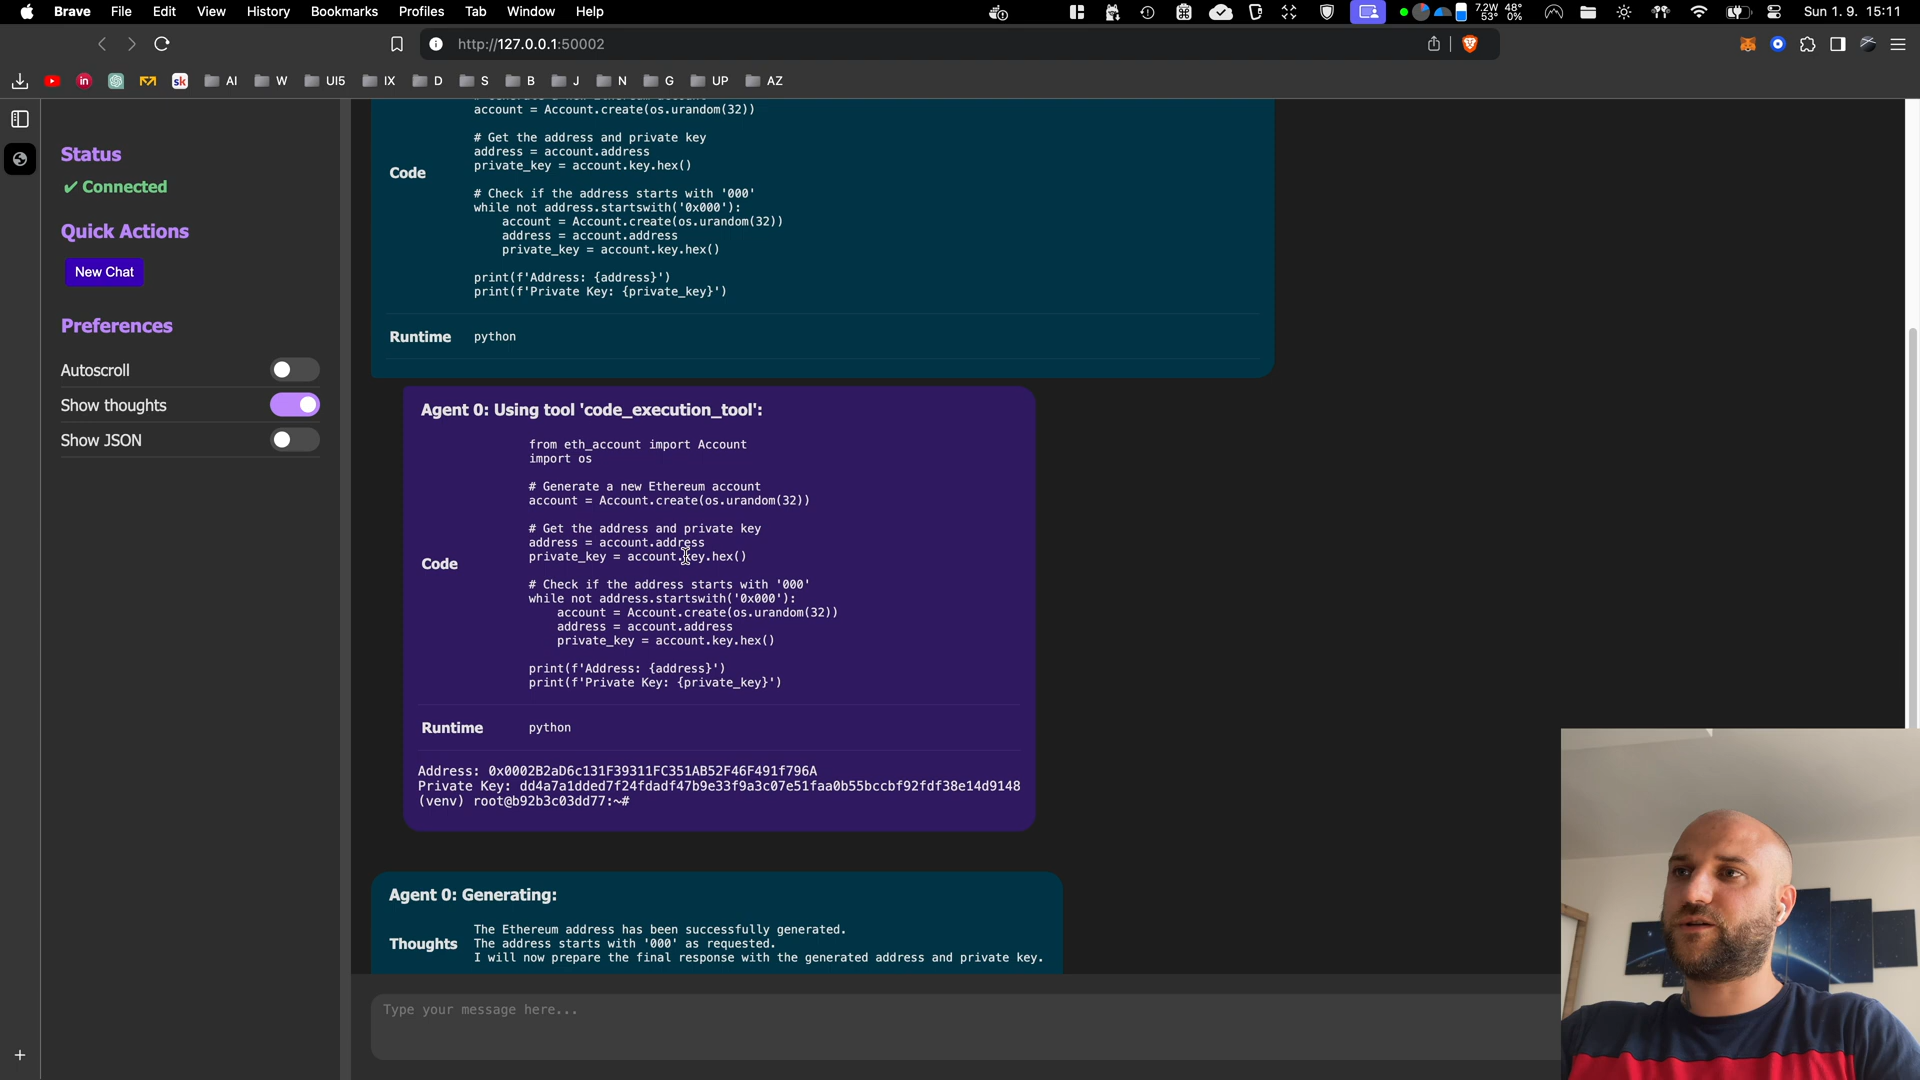 Brave File Edit View History Bookmarks Profiles Tab Window Help 7.2W 48° Sun 1. 9. 15:11
53° 0%
http://127.0.0.1:50002
in sk AI W UI5 IX D S B J N G UP AZ
Status
✔ Connected
Quick Actions
New Chat
Preferences
Autoscroll
Show thoughts
Show JSON
account = Account.create(os.urandom(32))
# Get the address and private key
address = account.address
private_key = account.key.hex()
Code
# Check if the address starts with '000'
while not address.startswith('0x000'):
account = Account.create(os.urandom(32))
address = account.address
private_key = account.key.hex()
print(f'Address: {address}')
print(f'Private Key: {private_key}')
Runtime python
Agent 0: Using tool 'code_execution_tool':
from eth_account import Account
import os
# Generate a new Ethereum account
account = Account.create(os.urandom(32))
# Get the address and private key
address = account.address
private_key = account.key.hex()
Code
# Check if the address starts with '000'
while not address.startswith('0x000'):
account = Account.create(os.urandom(32))
address = account.address
private_key = account.key.hex()
print(f'Address: {address}')
print(f'Private Key: {private_key}')
Runtime python
Address: 0x0002B2aD6c131F39311FC351AB52F46F491f796A
Private Key: dd4a7a1dded7f24fdadf47b9e33f9a3c07e51faa0b55bccbf92fdf38e14d9148
(venv) root@b92b3c03dd77:~#
Agent 0: Generating:
The Ethereum address has been successfully generated.
Thoughts The address starts with '000' as requested.
I will now prepare the final response with the generated address and private key.
Type your message here...